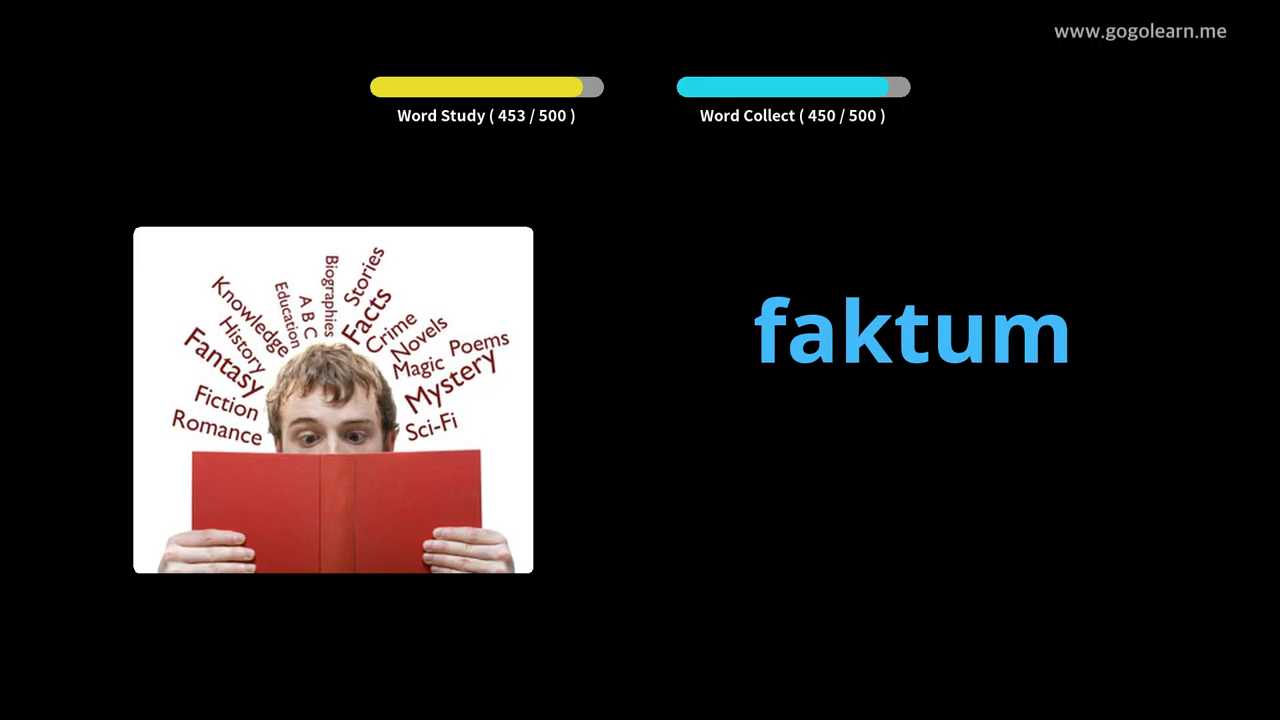 www.gogolearn.me
Word Study ( 453 / 500 )
Word Collect ( 450 / 500 )
Biographies
Stories
Education
A B C
Facts
Knowledge
Crime
History
Novels
Fantasy
Magic
Poems
Mystery
Fiction
Romance
Sci-Fi
faktum